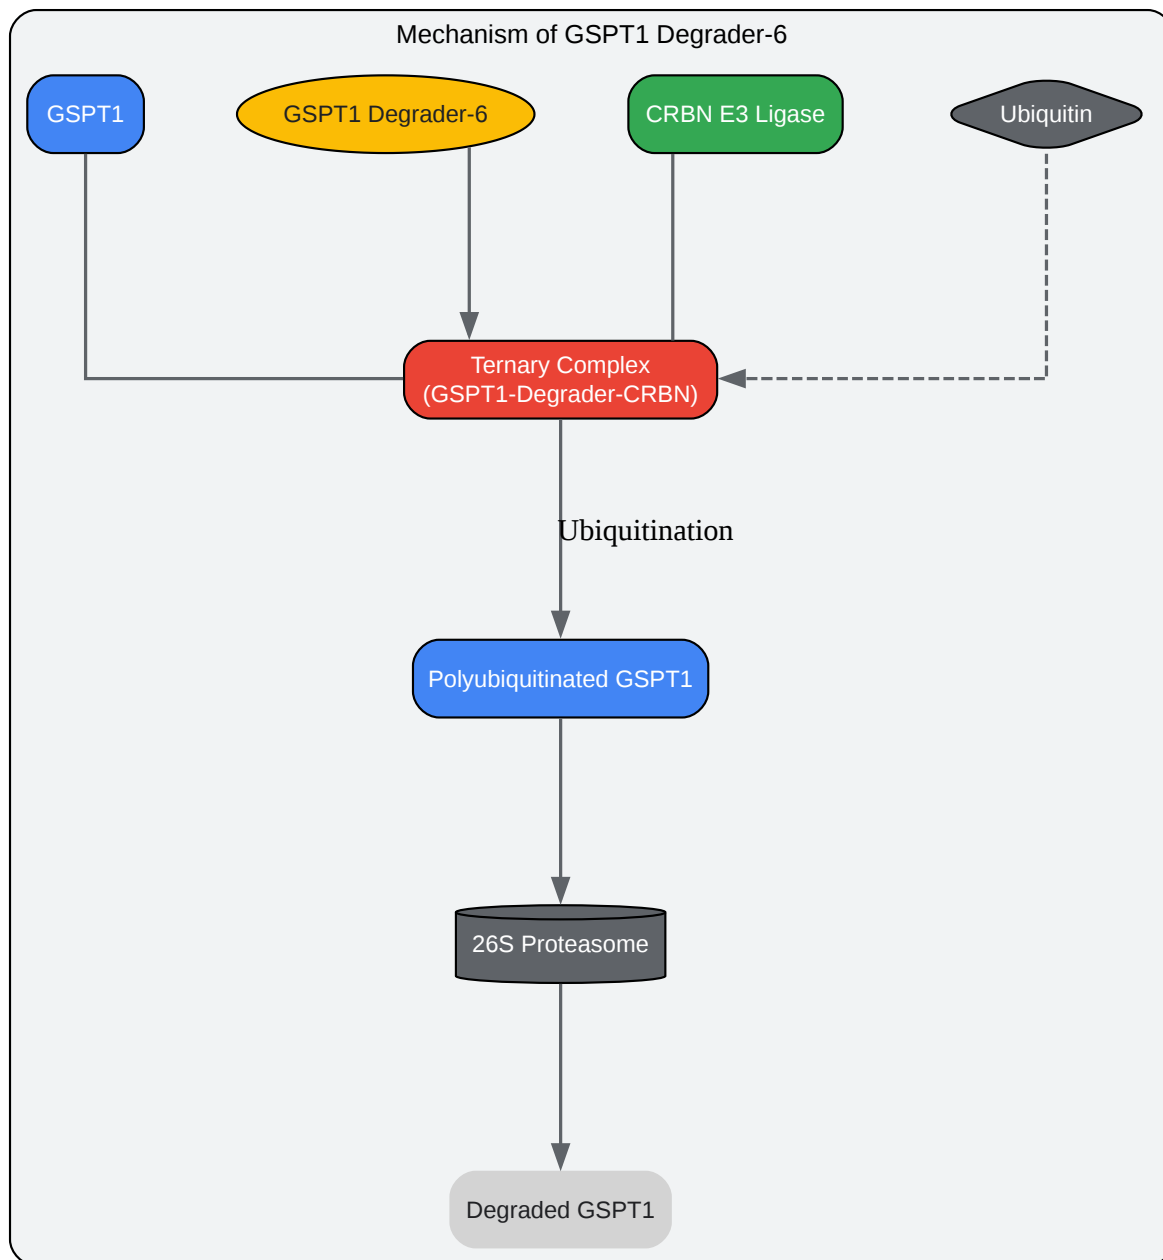 Mechanism of GSPT1 Degrader-6
GSPT1
GSPT1 Degrader-6
CRBN E3 Ligase
Ubiquitin
Ternary Complex
(GSPT1-Degrader-CRBN)
Ubiquitination
Polyubiquitinated GSPT1
26S Proteasome
Degraded GSPT1